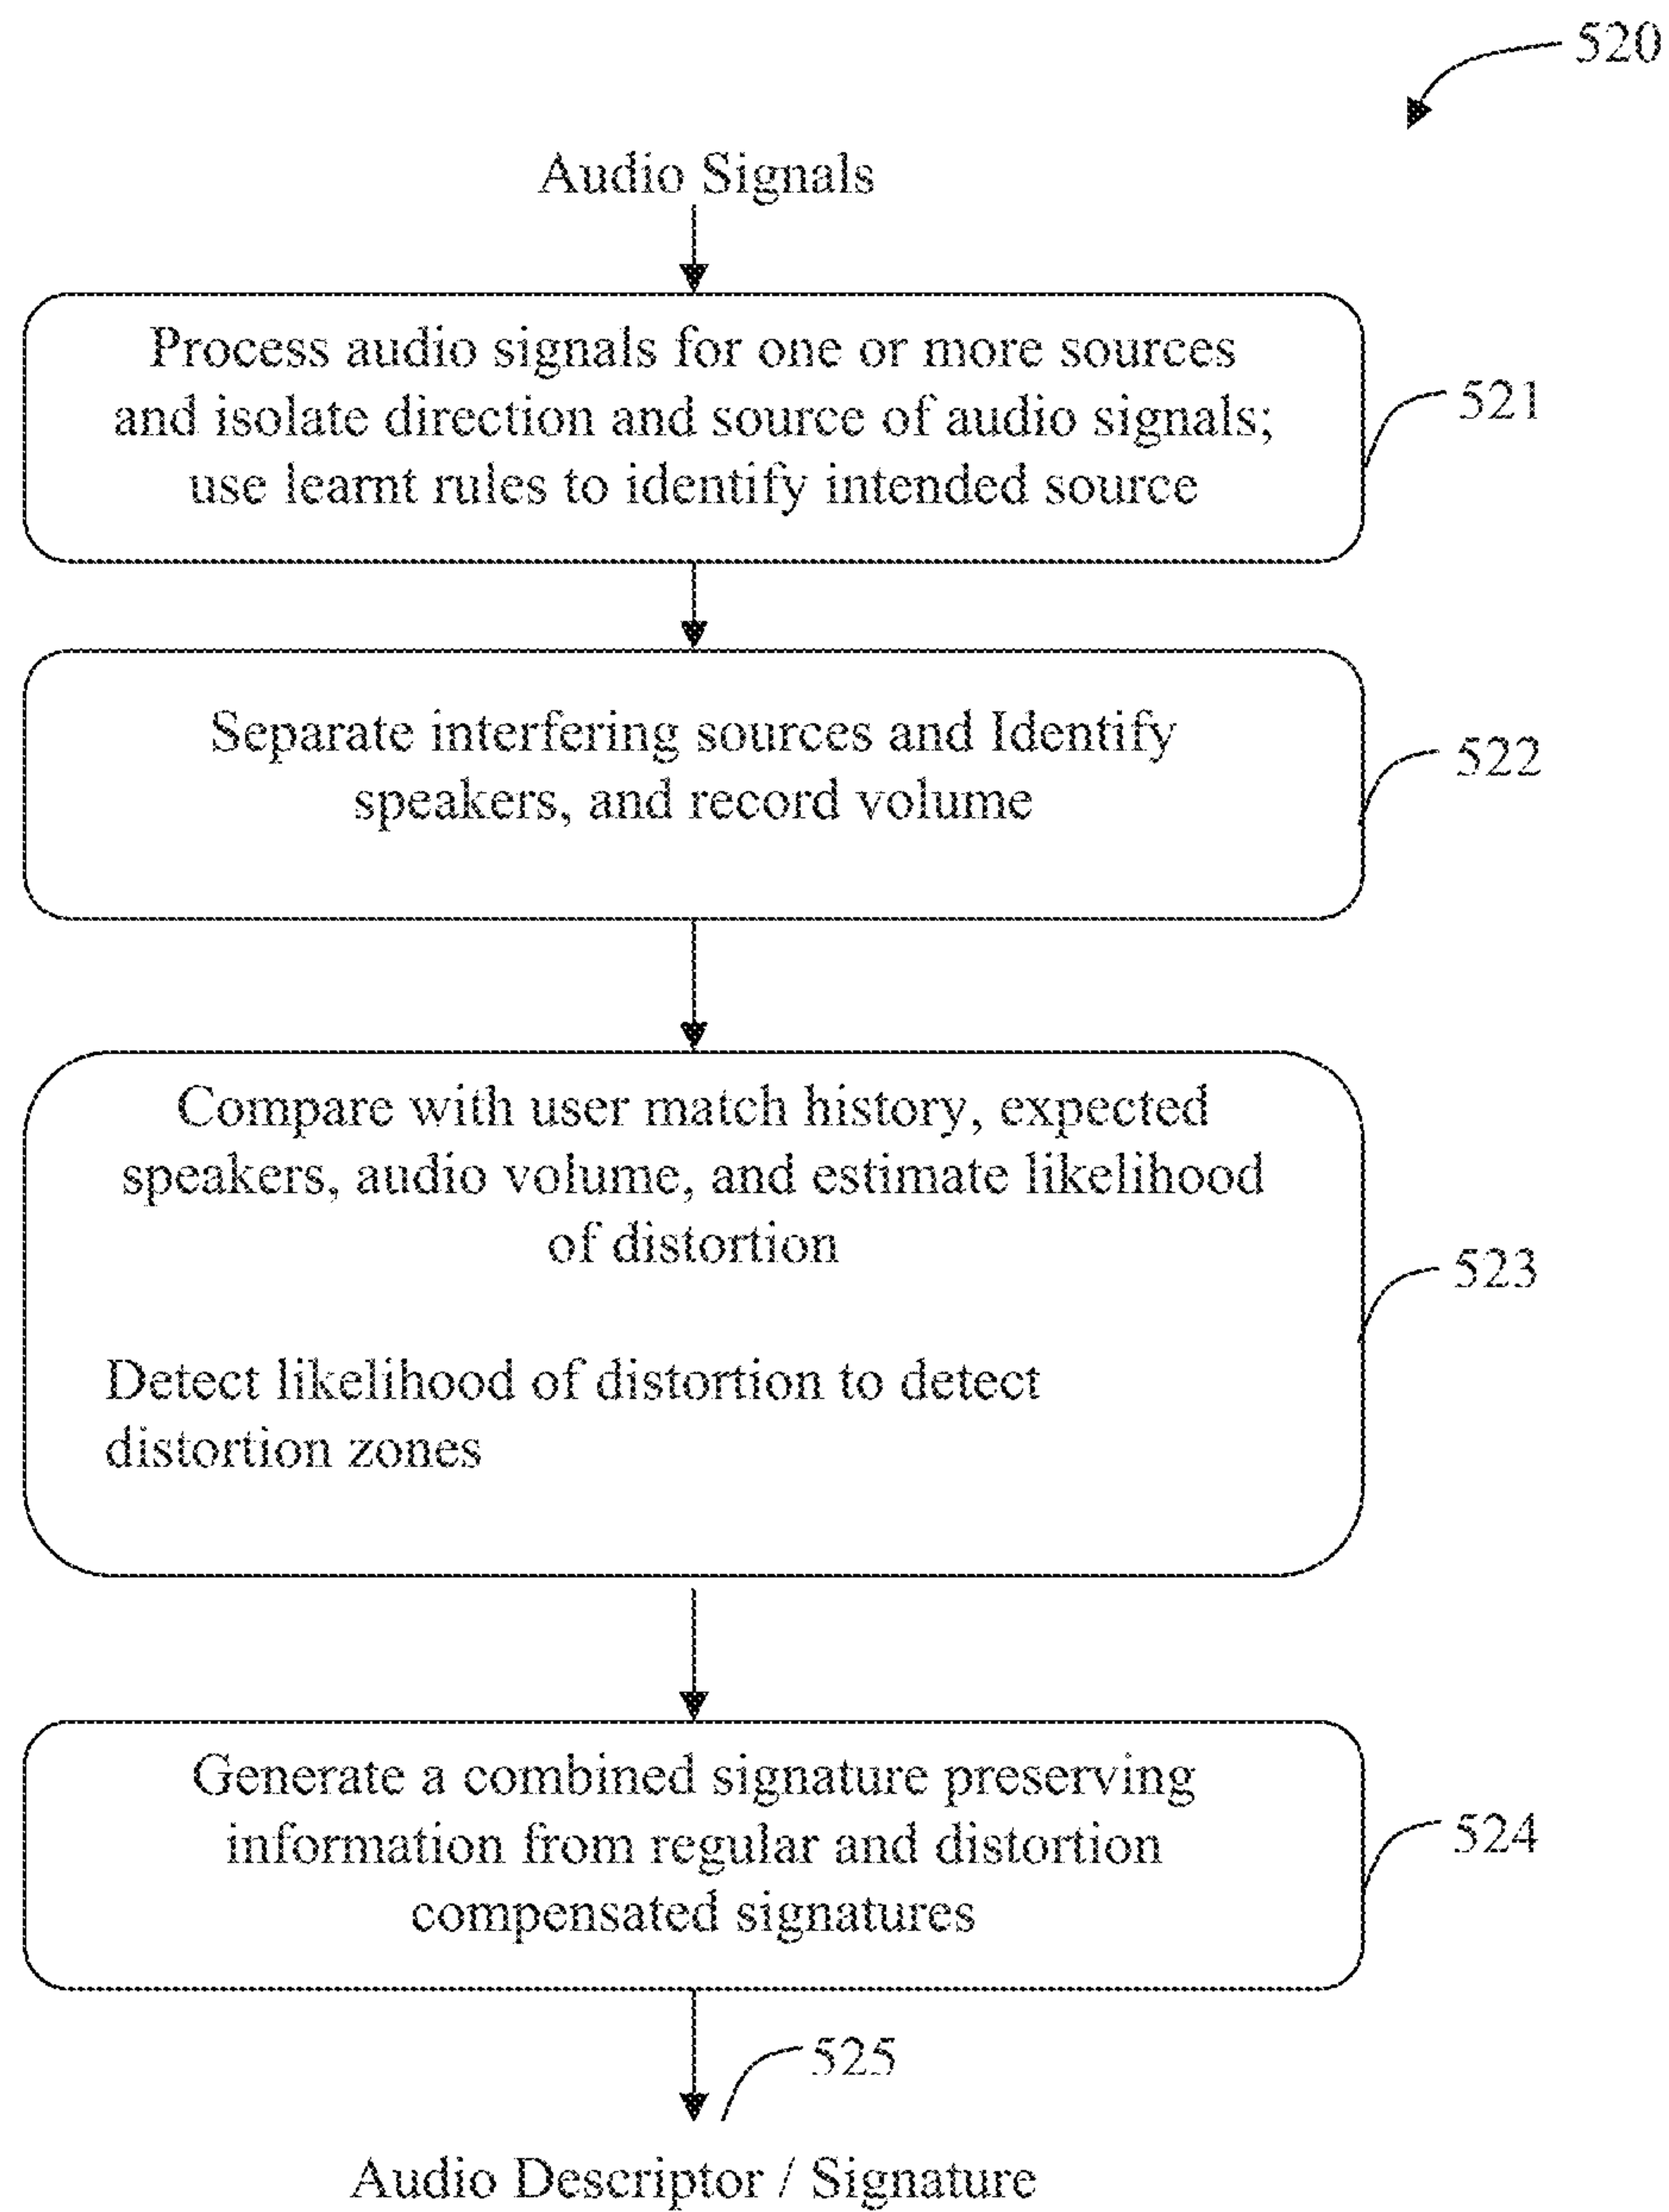 520
Audio Signals
Process audio signals for one or more sources
and isolate direction and source of audio signals;
use learnt rules to identify intended source
521
Separate interfering sources and Identify
speakers, and record volume
522
Compare with user match history, expected
speakers, audio volume, and estimate likelihood
of distortion
Detect likelihood of distortion to detect
distortion zones
523
Generate a combined signature preserving
information from regular and distortion
compensated signatures
524
525
Audio Descriptor / Signature